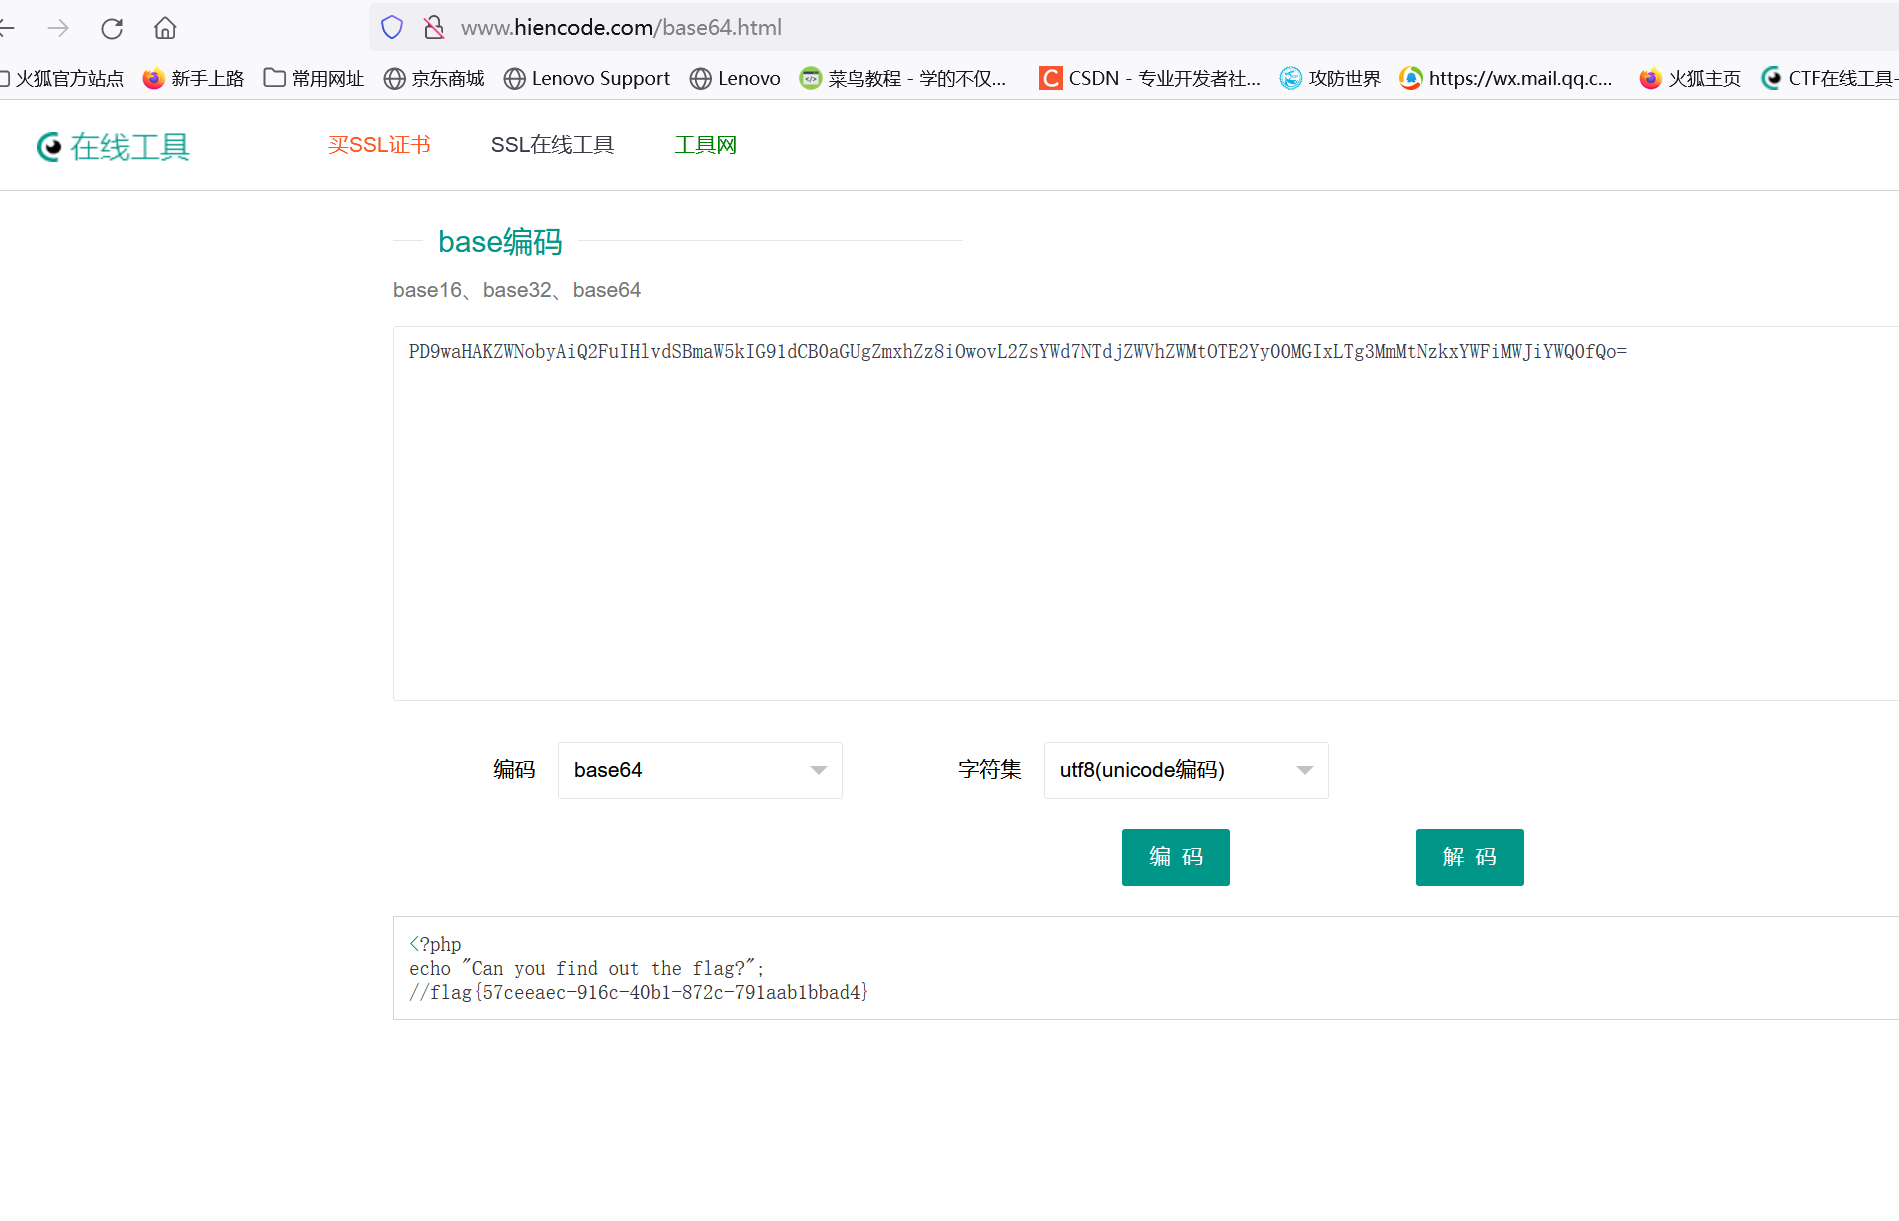 www.hiencode.com/base64.html
火狐官方站点 新手上路 常用网址 京东商城 Lenovo Support Lenovo 菜鸟教程 - 学的不仅... CSDN - 专业开发者社... 攻防世界 https://wx.mail.qq.c... 火狐主页 CTF在线工具-
在线工具 买SSL证书 SSL在线工具 工具网
base编码
base16、base32、base64
PD9waHAKZWNobyAiQ2FuIHlvdSBmaW5kIG91dCB0aGUgZmxhZz8iOwovL2ZsYWd7NTdjZWVhZWMtOTE2Yy00MGIxLTg3MmMtNzkxYWFiMWJiYWQ0fQo=
编码 base64 字符集 utf8(unicode编码)
编 码 解 码
<?php
echo "Can you find out the flag?";
//flag{57ceeaec-916c-40b1-872c-791aab1bbad4}